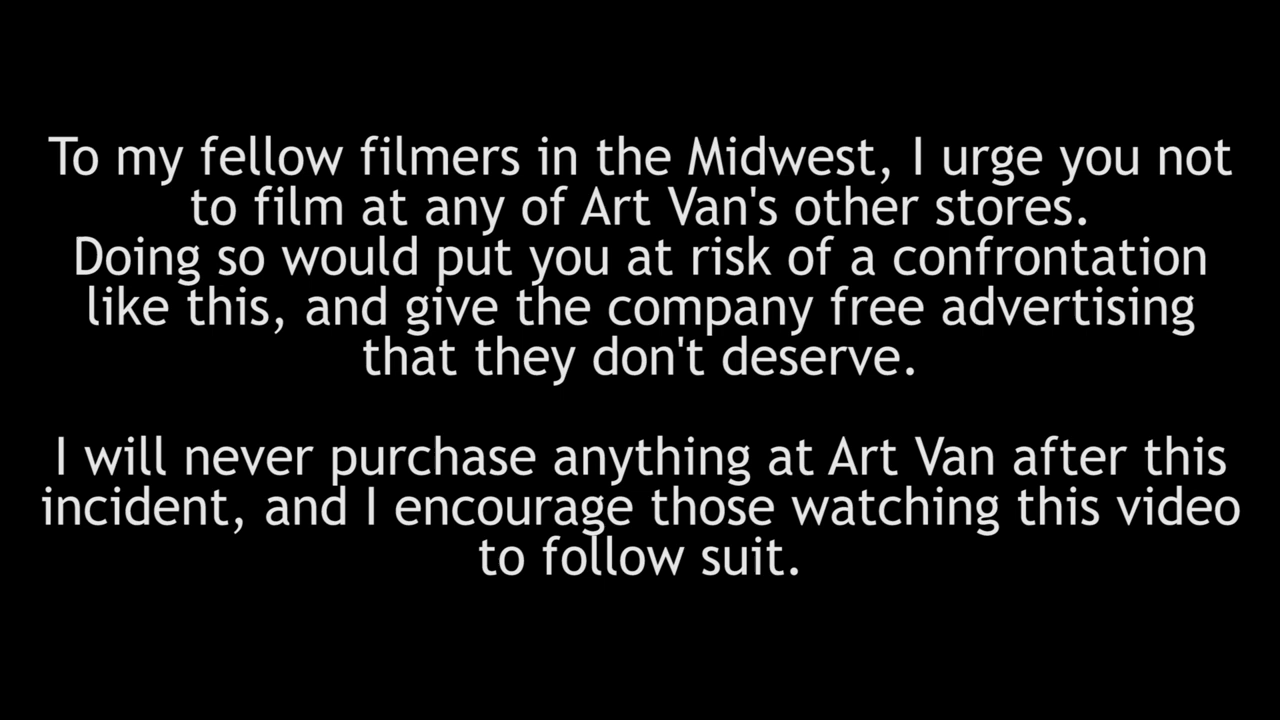 To my fellow filmers in the Midwest, I urge you not
to film at any of Art Van's other stores.
Doing so would put you at risk of a confrontation
like this, and give the company free advertising
that they don't deserve.
I will never purchase anything at Art Van after this
incident, and I encourage those watching this video
to follow suit.